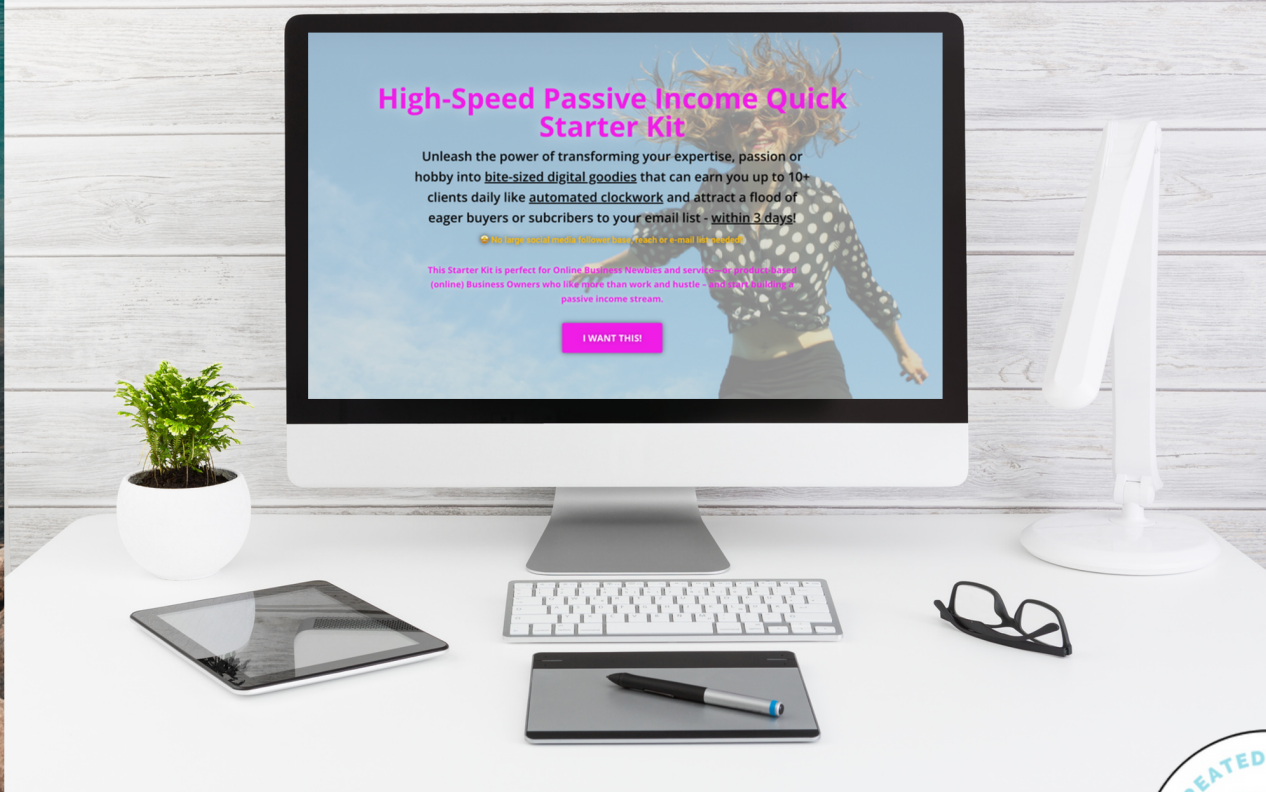 High-Speed Passive Income Quick
Starter Kit
Unleash the power of transforming your expertise, passion or
hobby into bite-sized digital goodies that can earn you up to 10+
clients daily like automated clockwork and attract a flood of
eager buyers or subcribers to your email list - within 3 days!
🤩 No large social media follower base, reach or e-mail list needed!
This Starter Kit is perfect for Online Business Newbies and service—or product-based
(online) Business Owners who like more than work and hustle – and start building a
passive income stream.
I WANT THIS!
EATED